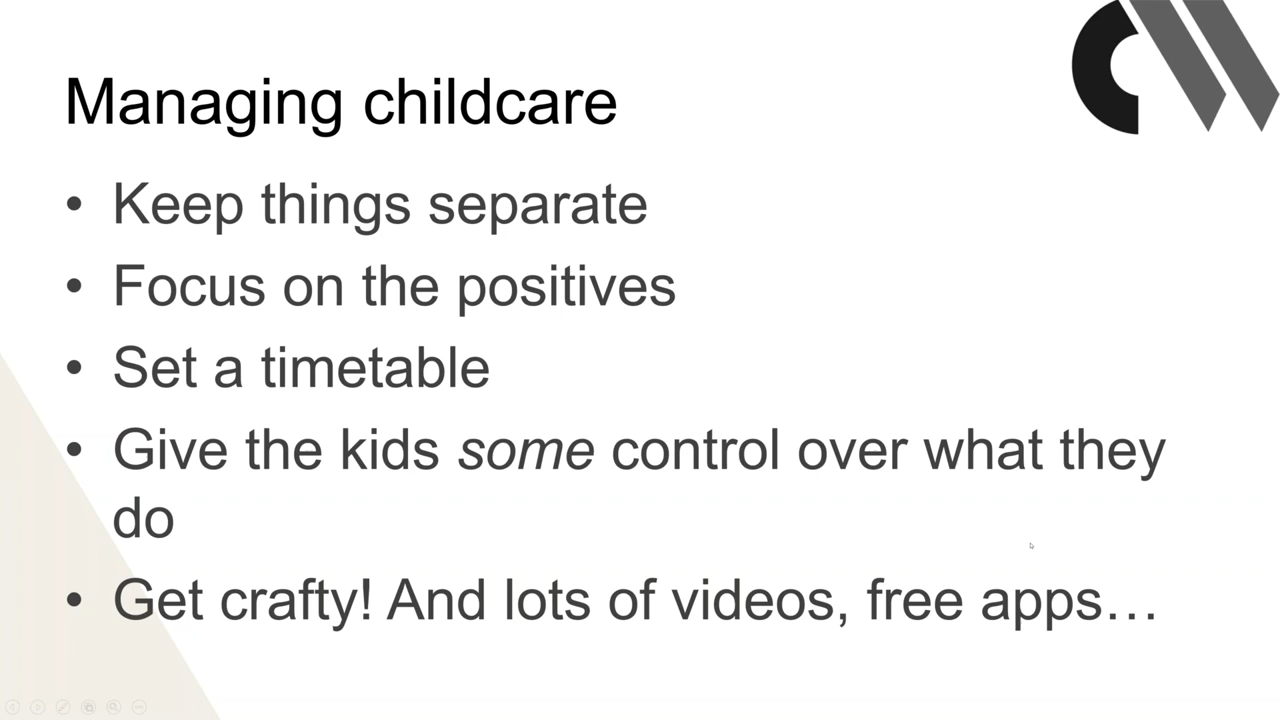 Managing childcare
• Keep things separate
• Focus on the positives
• Set a timetable
• Give the kids some control over what they
do
• Get crafty! And lots of videos, free apps…